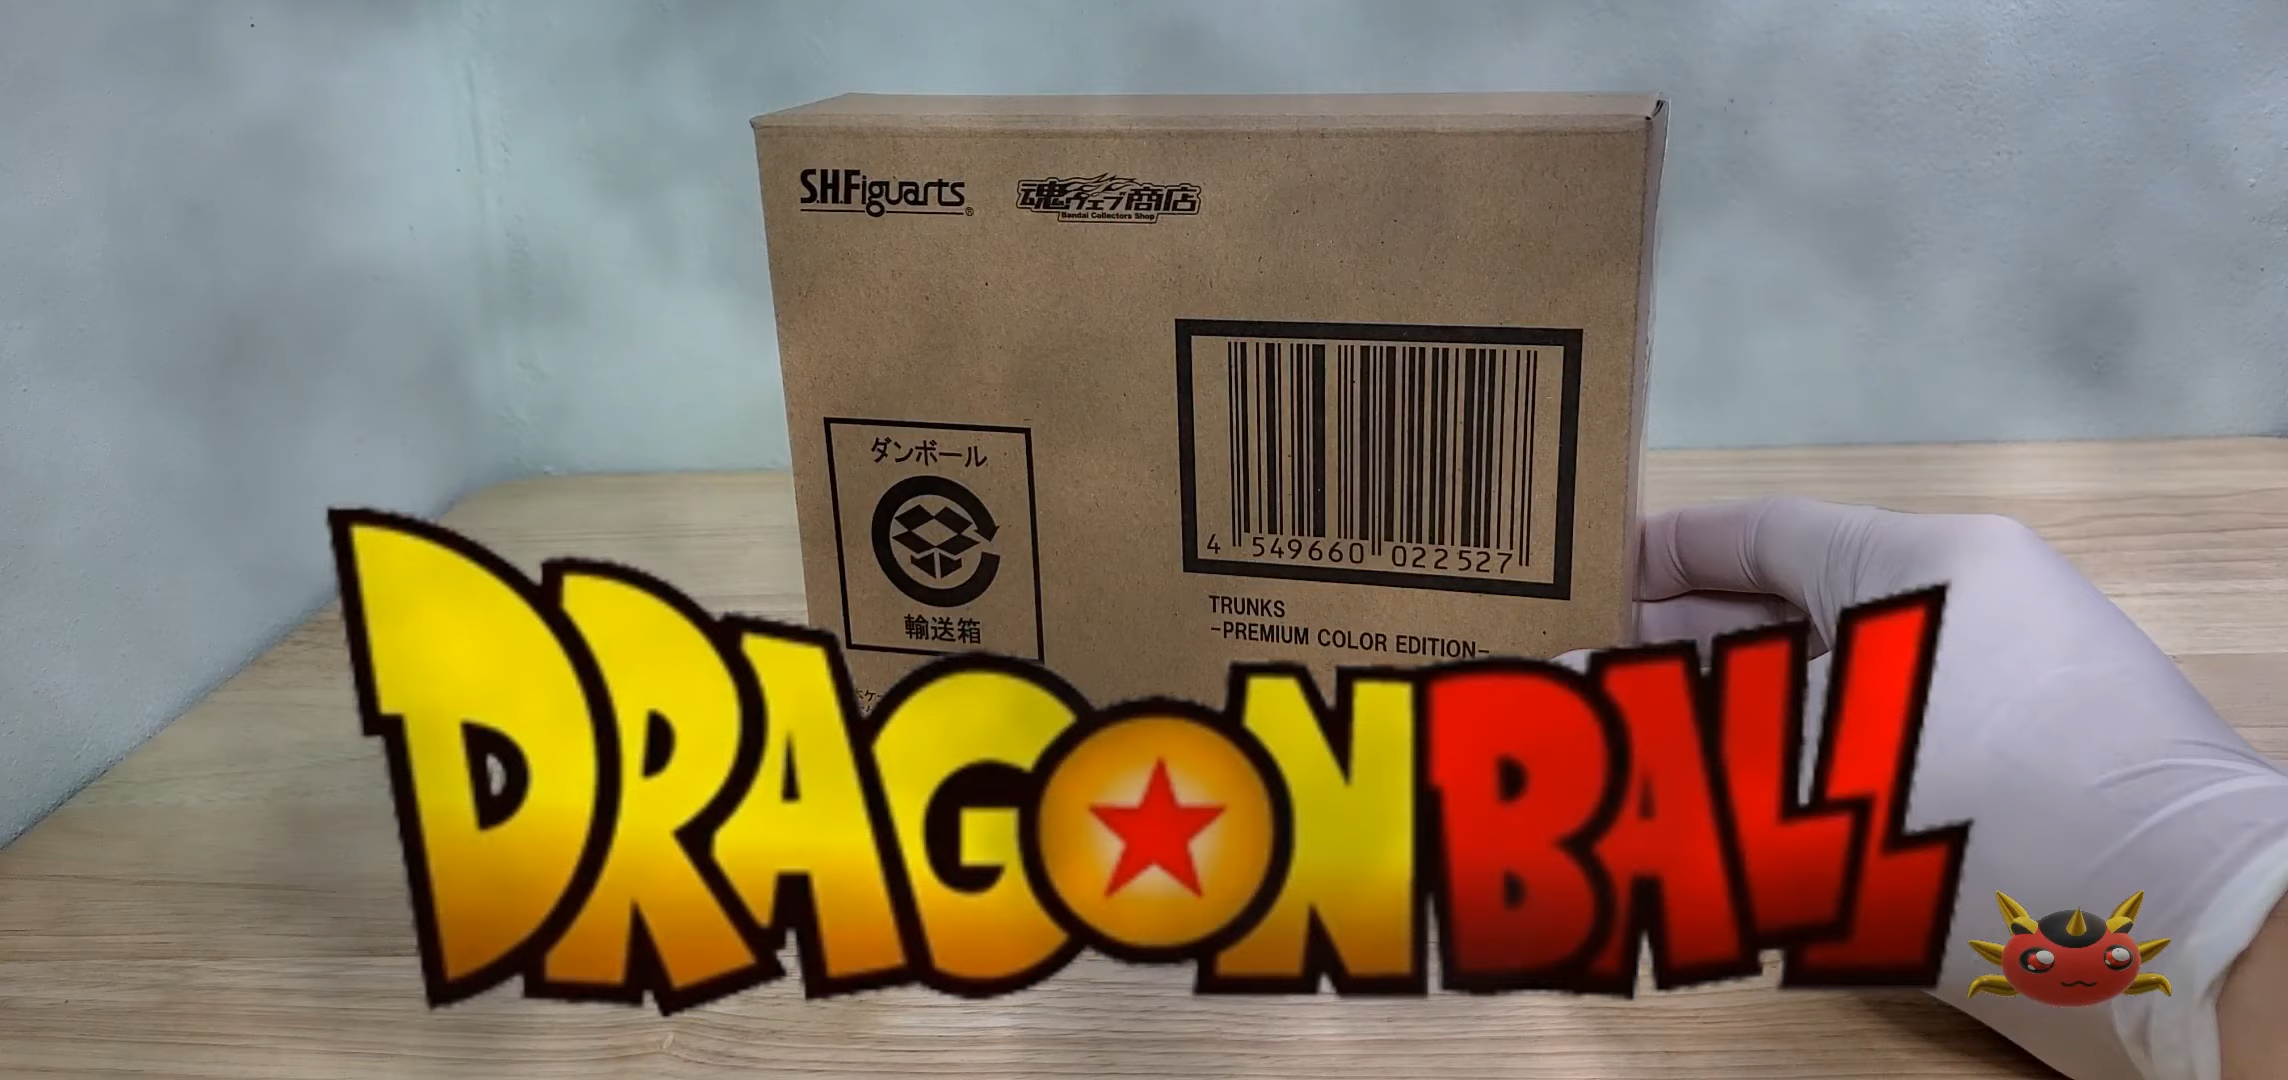 S.H.Figuarts®
魂ウェブ商店
Bandai Collectors Shop
ダンボール
輸送箱
4 549660 022527
TRUNKS
-PREMIUM COLOR EDITION-
DRAGONBALL